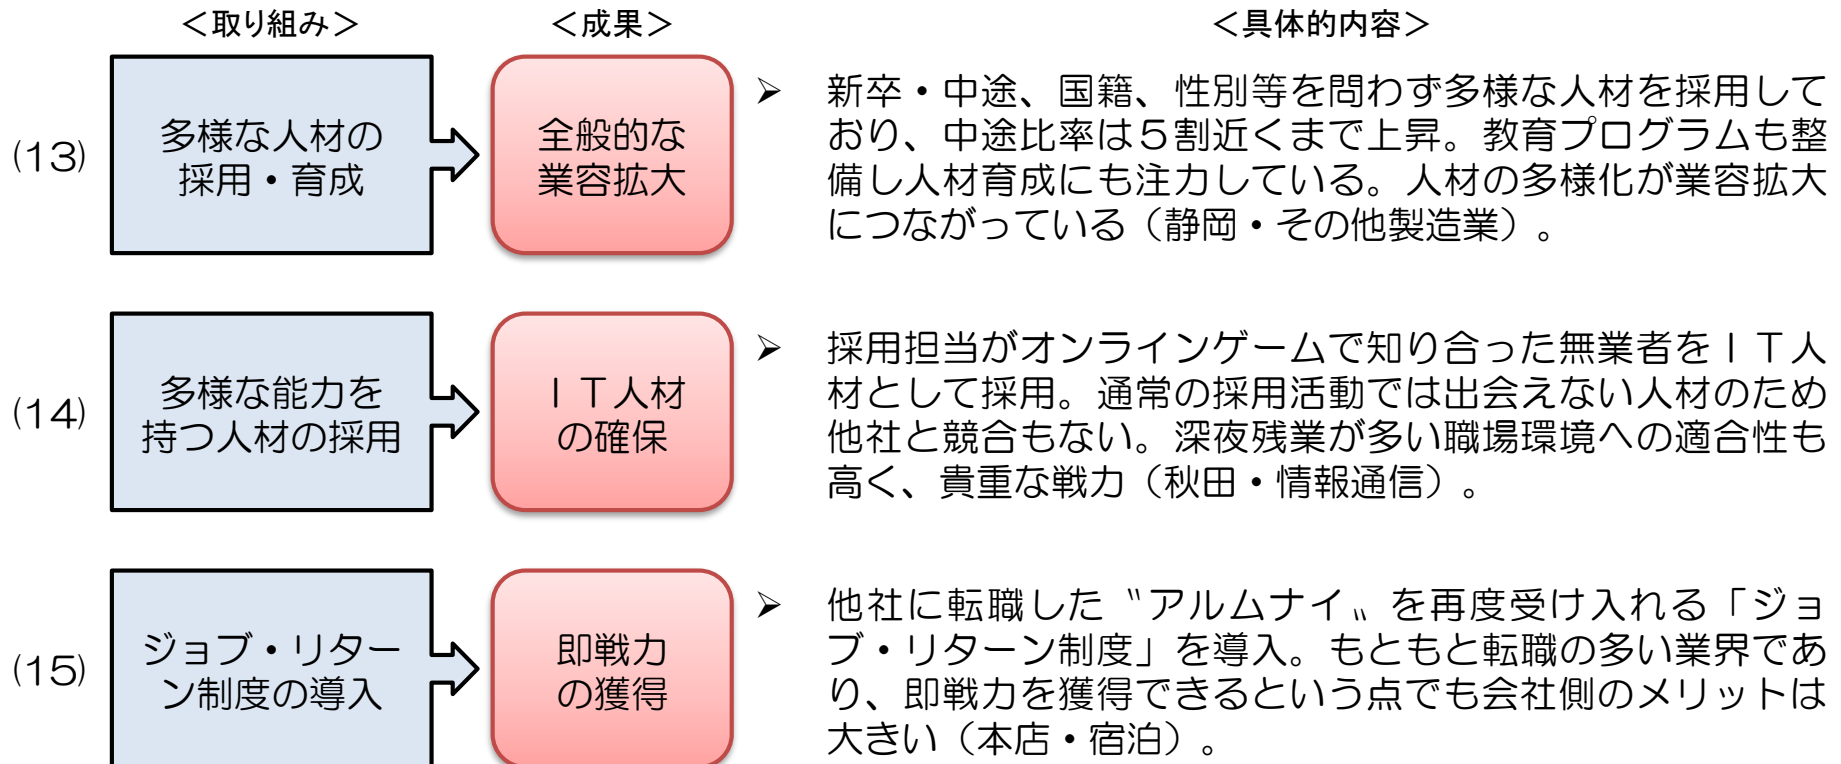 ＜取り組み＞ ＜成果＞ ＜具体的内容＞
(13)
多様な人材の
採用・育成
全般的な
業容拡大
➢ 新卒・中途、国籍、性別等を問わず多様な人材を採用して
おり、中途比率は５割近くまで上昇。教育プログラムも整
備し人材育成にも注力している。人材の多様化が業容拡大
につながっている（静岡・その他製造業）。
(14)
多様な能力を
持つ人材の採用
ＩＴ人材
の確保
➢ 採用担当がオンラインゲームで知り合った無業者をＩＴ人
材として採用。通常の採用活動では出会えない人材のため
他社と競合もない。深夜残業が多い職場環境への適合性も
高く、貴重な戦力（秋田・情報通信）。
(15)
ジョブ・リター
ン制度の導入
即戦力
の獲得
➢ 他社に転職した〝アルムナイ〟を再度受け入れる「ジョ
ブ・リターン制度」を導入。もともと転職の多い業界であ
り、即戦力を獲得できるという点でも会社側のメリットは
大きい（本店・宿泊）。